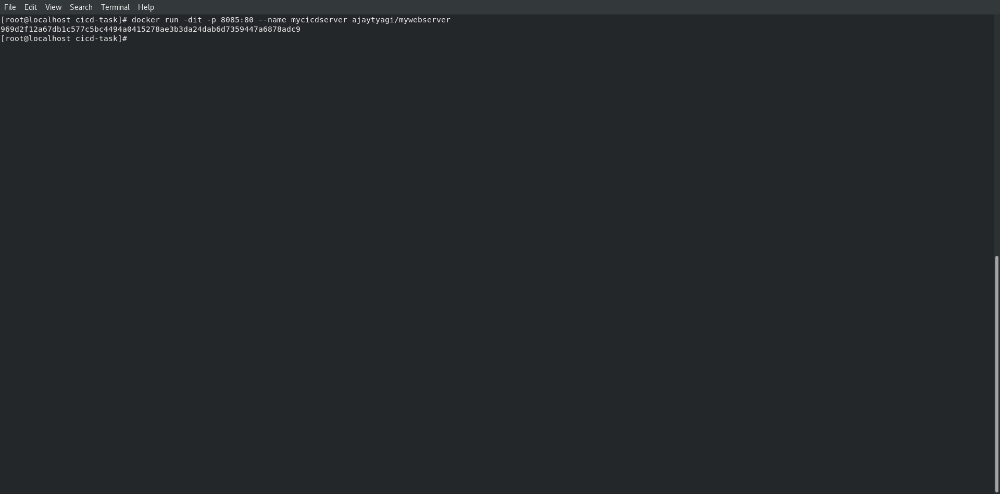 File Edit View Search Terminal Help
[root@localhost cicd-task]# docker run -dit -p 8085:80 --name mycicdserver ajaytyagi/mywebserver
969d2f12a67db1c577c5bc4494a0415278ae3b3da24dab6d7359447a6878adc9
[root@localhost cicd-task]#